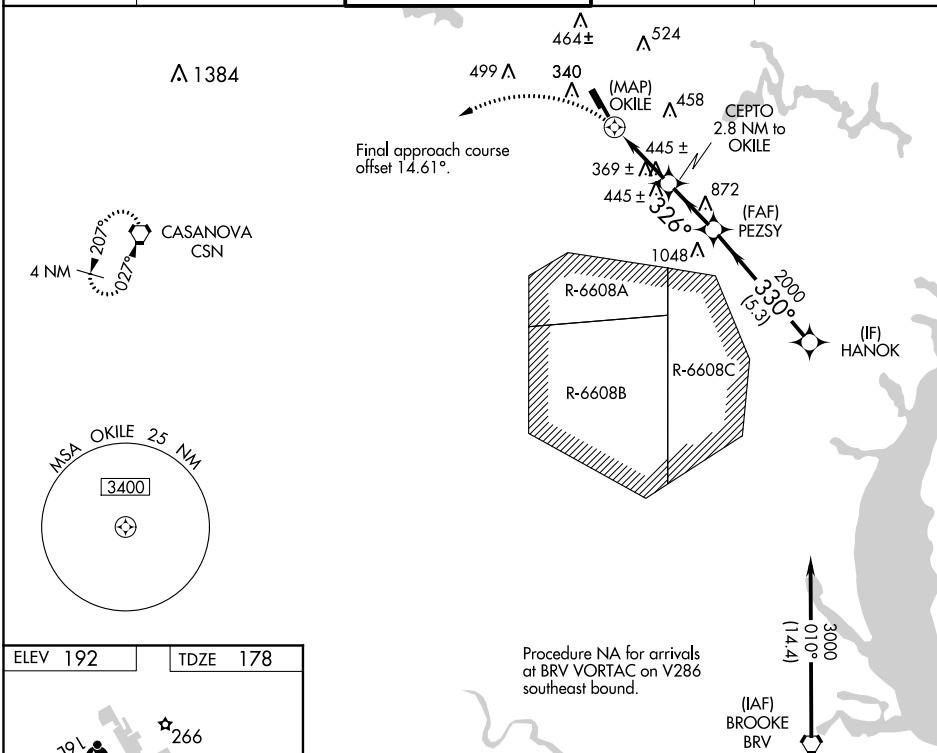 464 ±
524
1384
499
340
(MAP)
OKILE
458
CEPTO
2.8 NM to
OKILE
Final approach course
offset 14.61°.
445 ±
369 ±
445 ±
872
326°
(FAF)
PEZSY
207°
027°
4 NM
CASANOVA
CSN
1048
2000
330°
(5.3)
R-6608A
(IF)
HANOK
R-6608C
R-6608B
MSA OKILE 25 NM
3400
3000
010°
(14.4)
ELEV 192
TDZE 178
Procedure NA for arrivals
at BRV VORTAC on V286
southeast bound.
(IAF)
BROOKE
BRV
266
16L